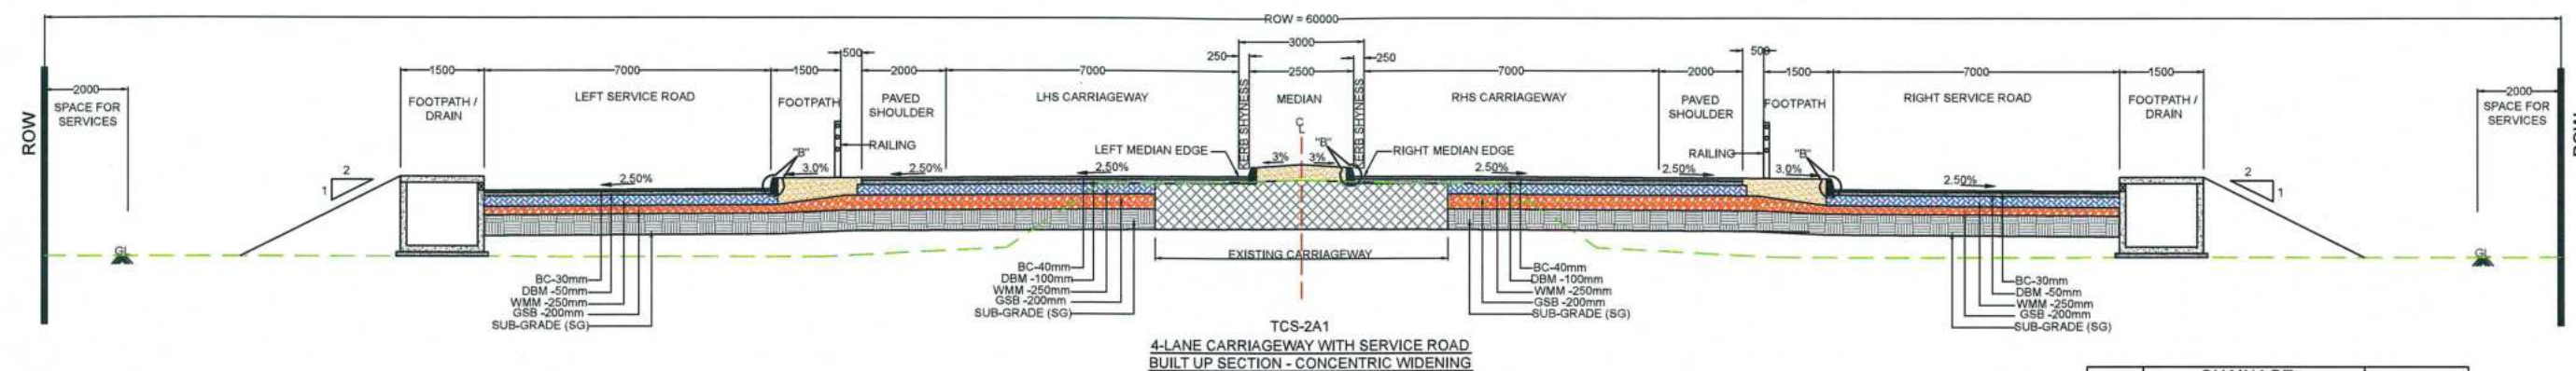 ROW = 60000
3000
500 250 250 500
1500 7000 1500 2000 7000 2500 7000 2000 1500 7000 1500
2000 2000
SPACE FOR
SERVICES
FOOTPATH /
DRAIN
LEFT SERVICE ROAD
FOOTPATH
PAVED
SHOULDER
LHS CARRIAGEWAY
KERB SHYNESS
MEDIAN
KERB SHYNESS
RHS CARRIAGEWAY
PAVED
SHOULDER
FOOTPATH
RIGHT SERVICE ROAD
FOOTPATH /
DRAIN
SPACE FOR
SERVICES
ROW
C
L
"B"
RAILING
LEFT MEDIAN EDGE
"B"
RIGHT MEDIAN EDGE
RAILING
"B"
2
1
2.50% 3.0% 2.50% 2.50% 3% 3% 2.50% 2.50% 3.0% 2.50%
2
1
GL
GL
EXISTING CARRIAGEWAY
BC-30mm
DBM -50mm
WMM -250mm
GSB -200mm
SUB-GRADE (SG)
BC-40mm
DBM -100mm
WMM -250mm
GSB -200mm
SUB-GRADE (SG)
BC-40mm
DBM -100mm
WMM -250mm
GSB -200mm
SUB-GRADE (SG)
BC-30mm
DBM -50mm
WMM -250mm
GSB -200mm
SUB-GRADE (SG)
TCS-2A1
4-LANE CARRIAGEWAY WITH SERVICE ROAD
BUILT UP SECTION - CONCENTRIC WIDENING